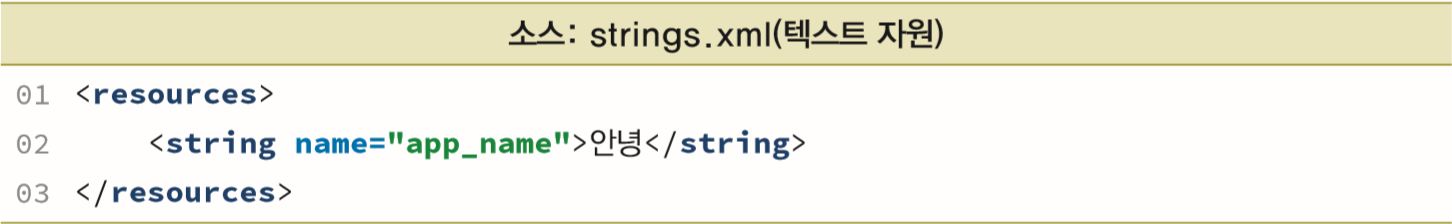 소스: strings.xml(텍스트 자원)
01 <resources>
02     <string name="app_name">안녕</string>
03 </resources>